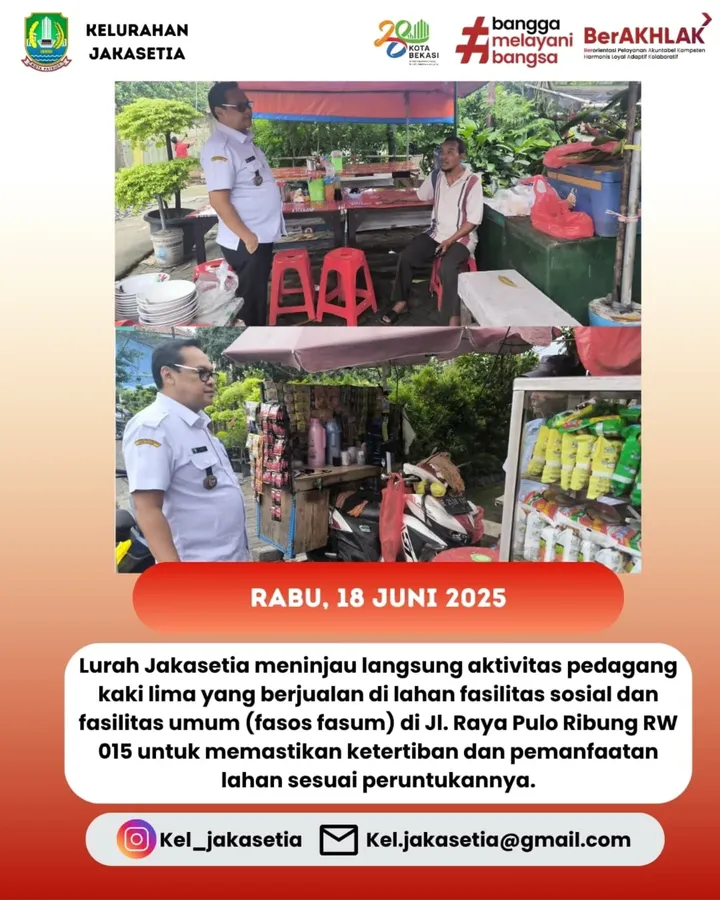 KELURAHAN
JAKASETIA
KOTA
BEKASI
#bangga
melayani
bangsa
BerAKHLAK
Berorientasi Pelayanan Akuntabel Kompeten
Harmonis Loyal Adaptif Kolaboratif
RABU, 18 JUNI 2025
Lurah Jakasetia meninjau langsung aktivitas pedagang
kaki lima yang berjualan di lahan fasilitas sosial dan
fasilitas umum (fasos fasum) di Jl. Raya Pulo Ribung RW
015 untuk memastikan ketertiban dan pemanfaatan
lahan sesuai peruntukannya.
Kel_jakasetia Kel.jakasetia@gmail.com